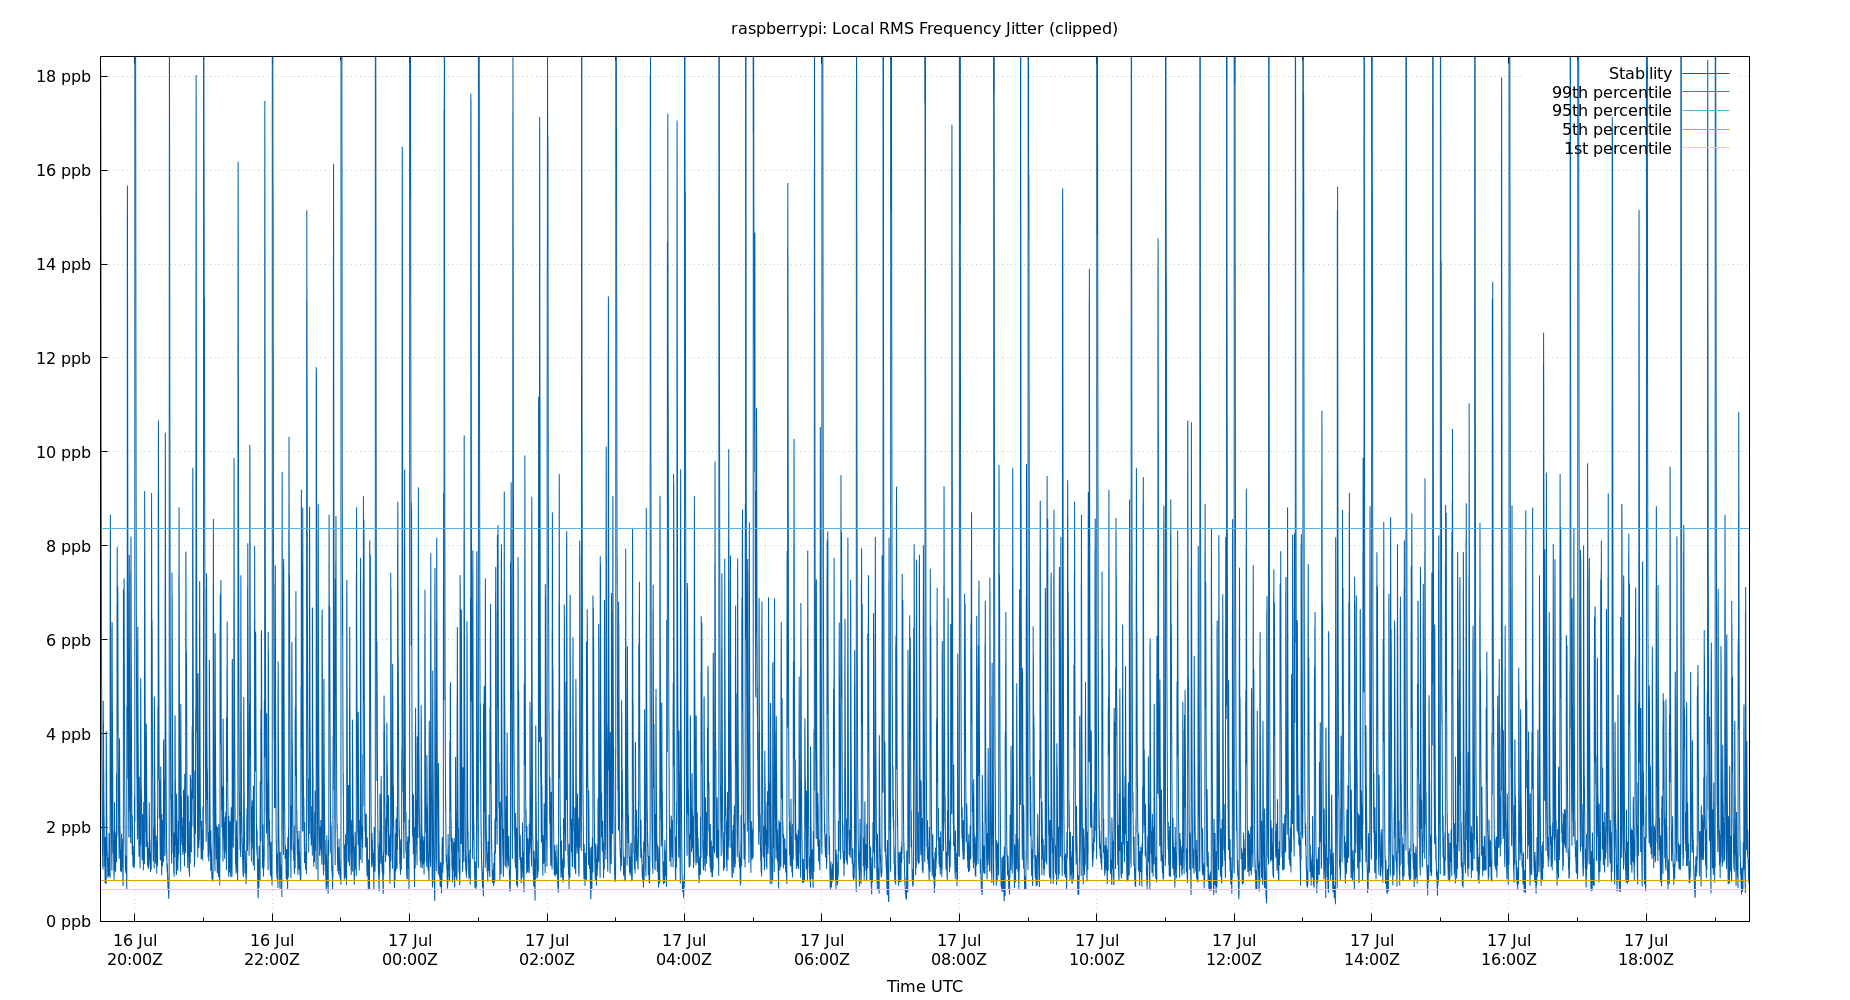 raspberrypi: Local RMS Frequency Jitter (clipped)
18 ppb
16 ppb
14 ppb
12 ppb
10 ppb
8 ppb
6 ppb
4 ppb
2 ppb
0 ppb
Stability
99th percentile
95th percentile
5th percentile
1st percentile
16 Jul 16 Jul 17 Jul 17 Jul 17 Jul 17 Jul 17 Jul 17 Jul 17 Jul 17 Jul 17 Jul 17 Jul
20:00Z 22:00Z 00:00Z 02:00Z 04:00Z 06:00Z 08:00Z 10:00Z 12:00Z 14:00Z 16:00Z 18:00Z
Time UTC